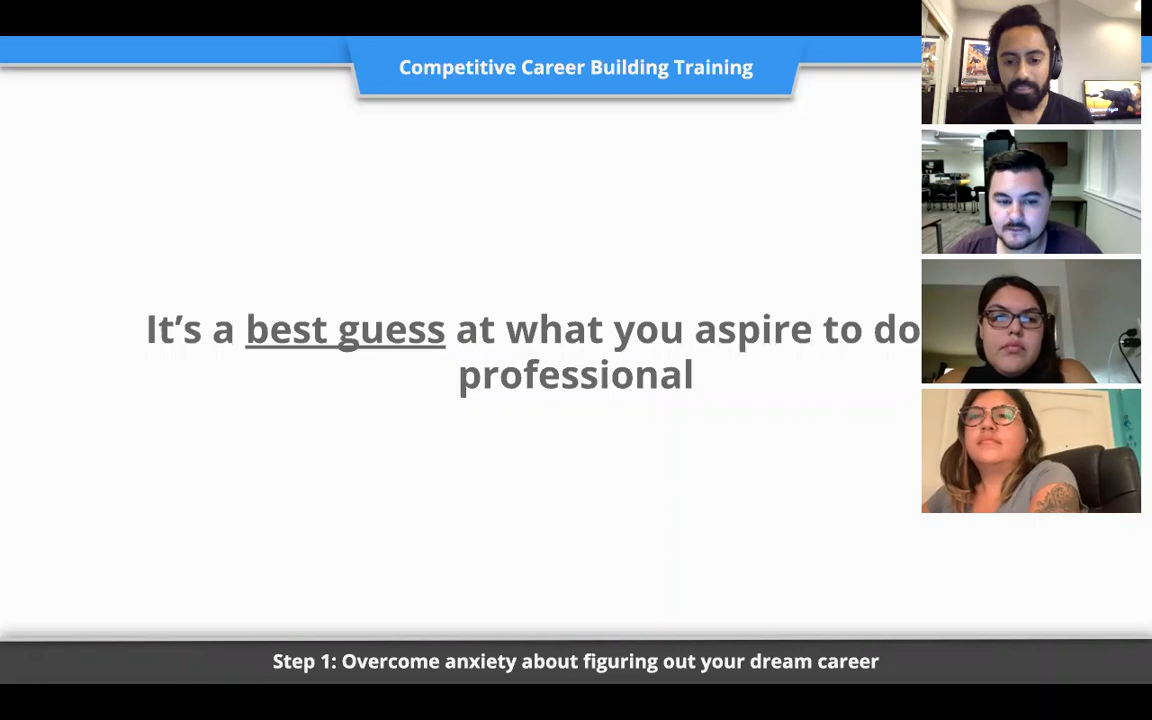 Competitive Career Building Training
It’s a best guess at what you aspire to do
professional
Step 1: Overcome anxiety about figuring out your dream career